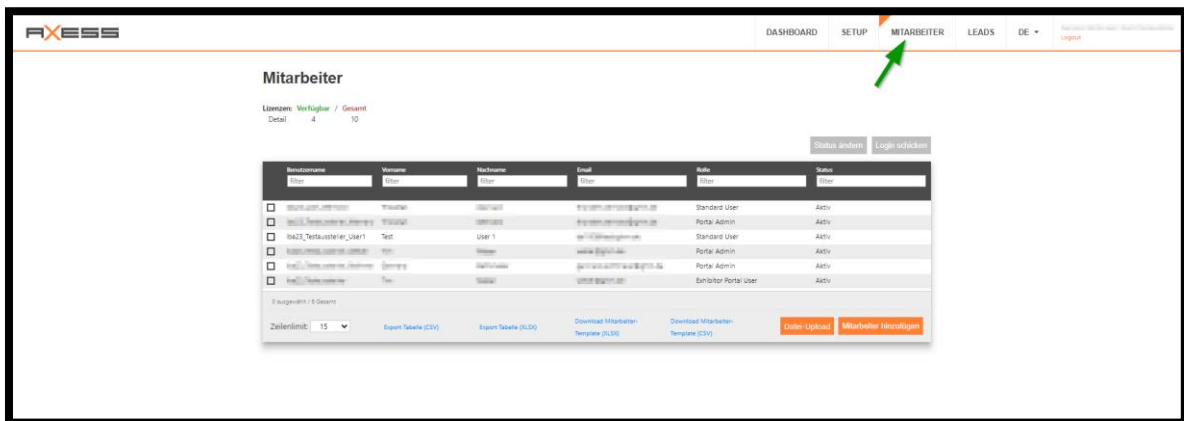 AXESS
DASHBOARD SETUP MITARBEITER LEADS DE
Logout
Mitarbeiter
Lizenzen: Verfügbar / Gesamt
Detail 4 10
Status ändern Login schicken
Benutzername Vorname Nachname Email Rolle Status
filter filter filter filter filter filter
Standard User Aktiv
Portal Admin Aktiv
iba23_Testaussteller_User1 Test User 1 Standard User Aktiv
Portal Admin Aktiv
Portal Admin Aktiv
Exhibitor Portal User Aktiv
0 ausgewählt / 6 Gesamt
Zeilenlimit: 15 Export Tabelle (CSV) Export Tabelle (XLSX) Download Mitarbeiter-Template (XLSX) Download Mitarbeiter-Template (CSV) Datei-Upload Mitarbeiter hinzufügen